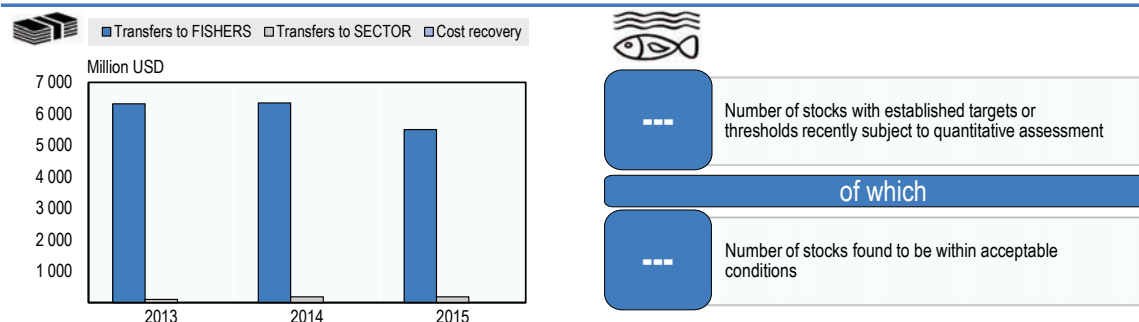 Transfers to FISHERS Transfers to SECTOR Cost recovery
Million USD
7 000
6 000
5 000
4 000
3 000
2 000
1 000
2013 2014 2015
---
Number of stocks with established targets or
thresholds recently subject to quantitative assessment
of which
---
Number of stocks found to be within acceptable
conditions